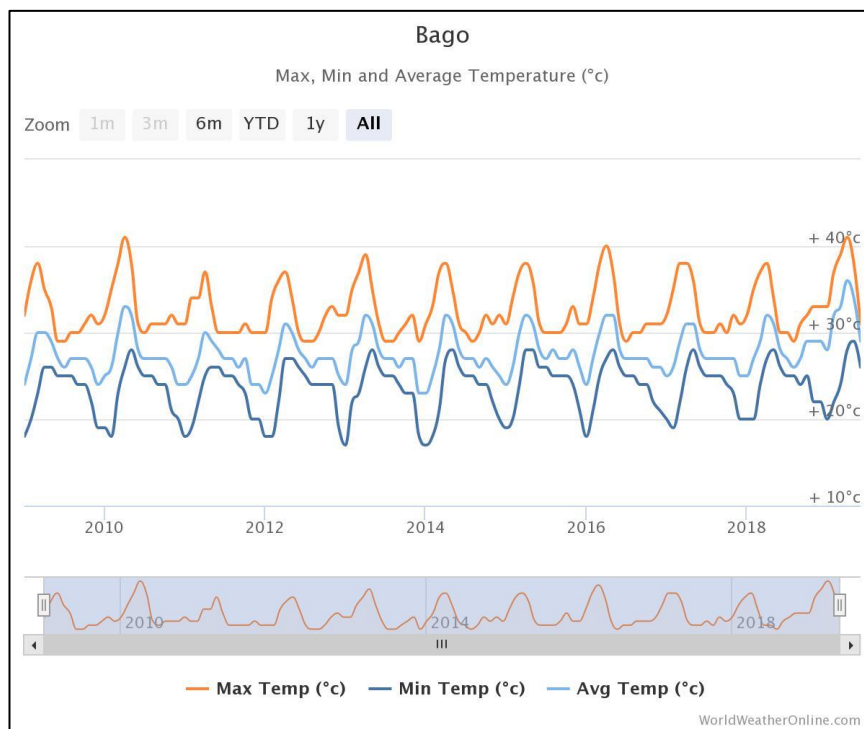 Bago
Max, Min and Average Temperature (°c)
Zoom 1m 3m 6m YTD 1y All
+ 40°c
+ 30°c
+ 20°c
+ 10°c
2010 2012 2014 2016 2018
2010 2014 2018
Max Temp (°c) Min Temp (°c) Avg Temp (°c)
WorldWeatherOnline.com